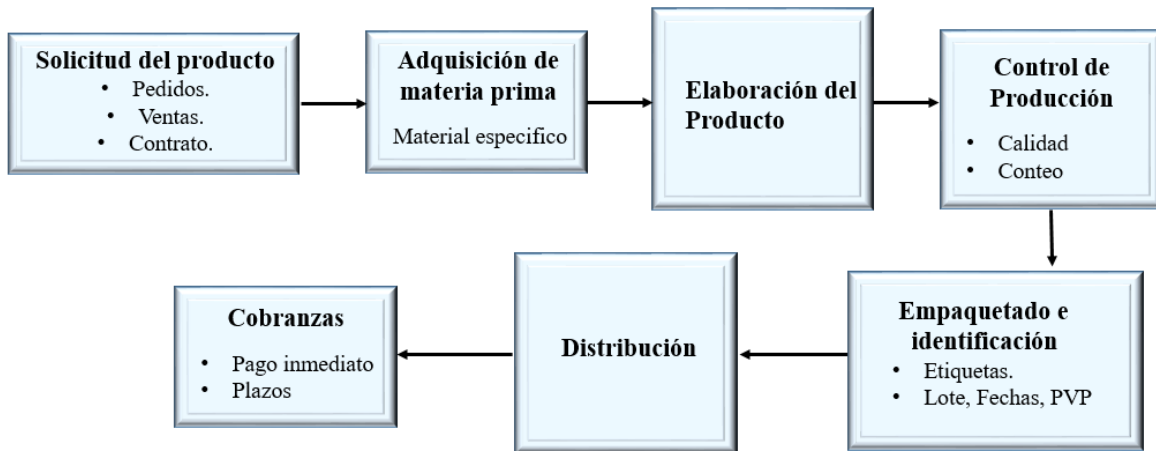 Solicitud del producto
• Pedidos.
• Ventas.
• Contrato.
Adquisición de
materia prima
Material especifico
Elaboración del
Producto
Control de
Producción
• Calidad
• Conteo
Empaquetado e
identificación
• Etiquetas.
• Lote, Fechas, PVP
Distribución
Cobranzas
• Pago inmediato
• Plazos